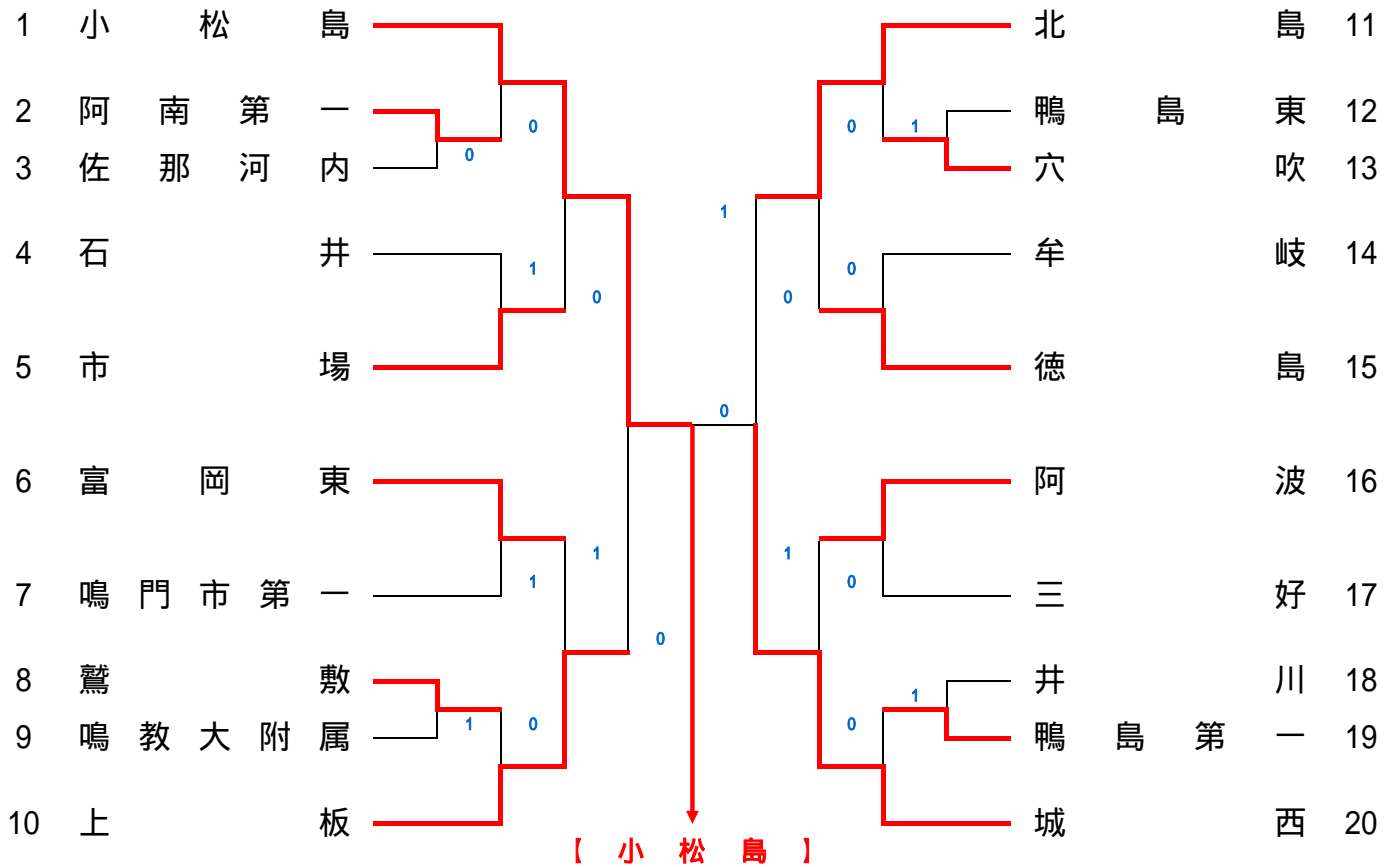 1 小松島 北島 11
2 阿南第一 鴨島東 12
0 0 1
0
3 佐那河内 穴吹 13
1
4 石井 牟岐 14
1 0
0 0
5 市場 徳島 15
0
6 富岡東 阿波 16
1 1
1 0
7 鳴門市第一 三好 17
0
8 鷲敷 井川 18
1
9 鳴教大附属 鴨島第一 19
1 0 0
10 上板 城西 20
【小松島】